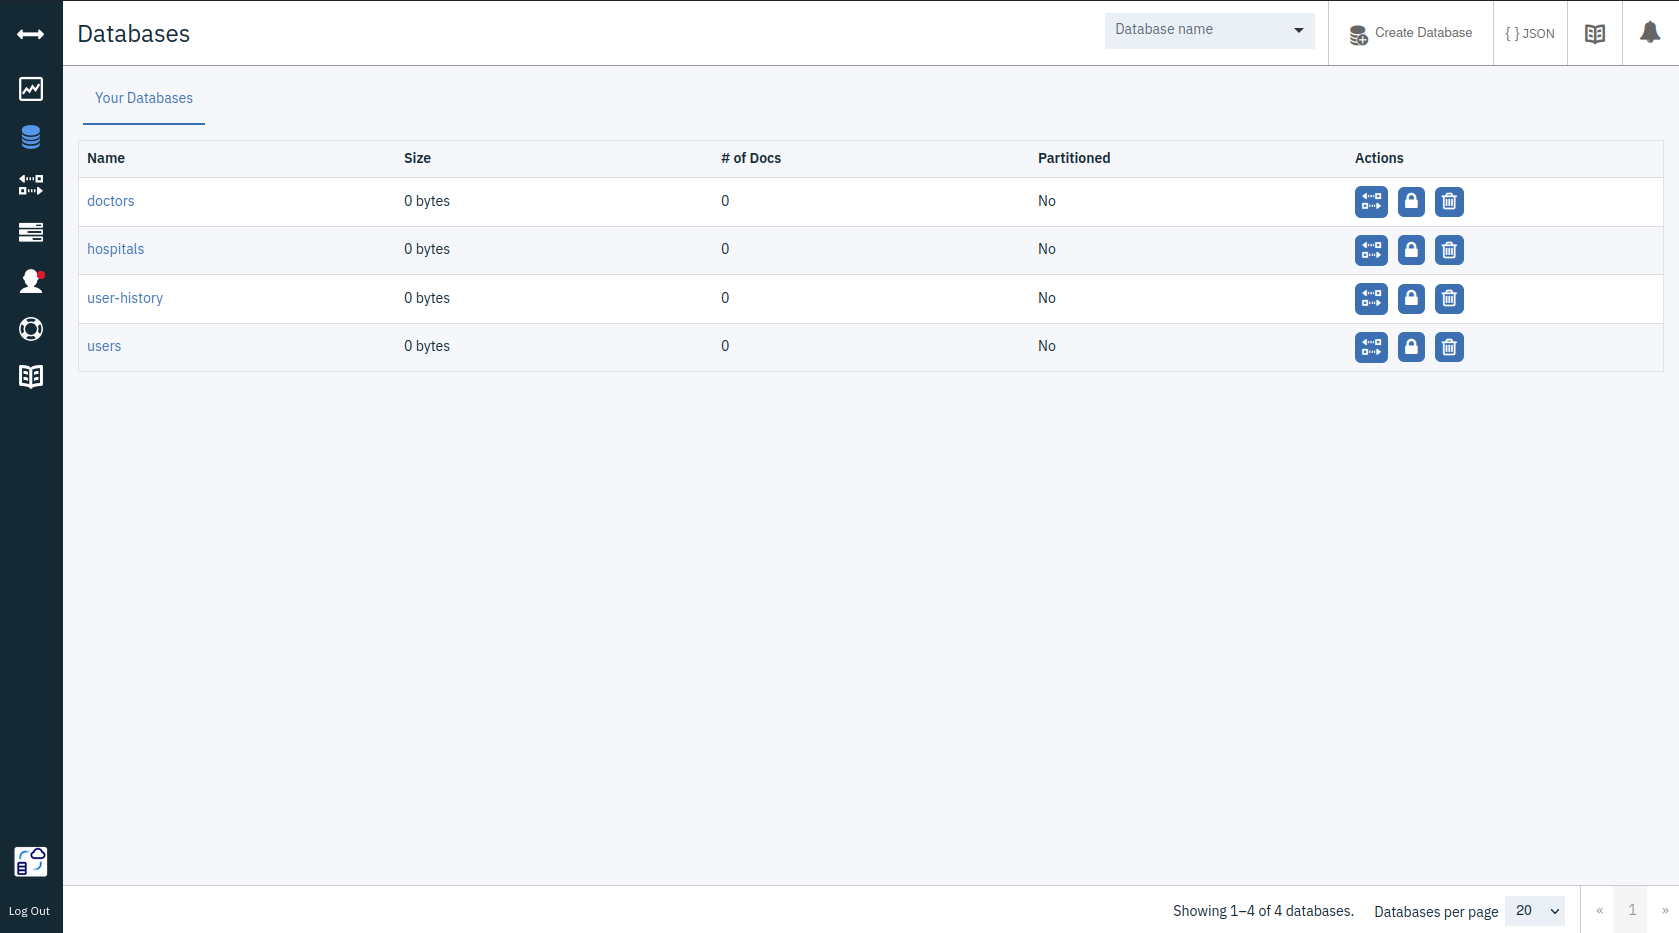 Databases
Database name
Create Database
{ } JSON
Your Databases
Name Size # of Docs Partitioned Actions
doctors 0 bytes 0 No
hospitals 0 bytes 0 No
user-history 0 bytes 0 No
users 0 bytes 0 No
Log Out
Showing 1–4 of 4 databases. Databases per page 20 « 1 »